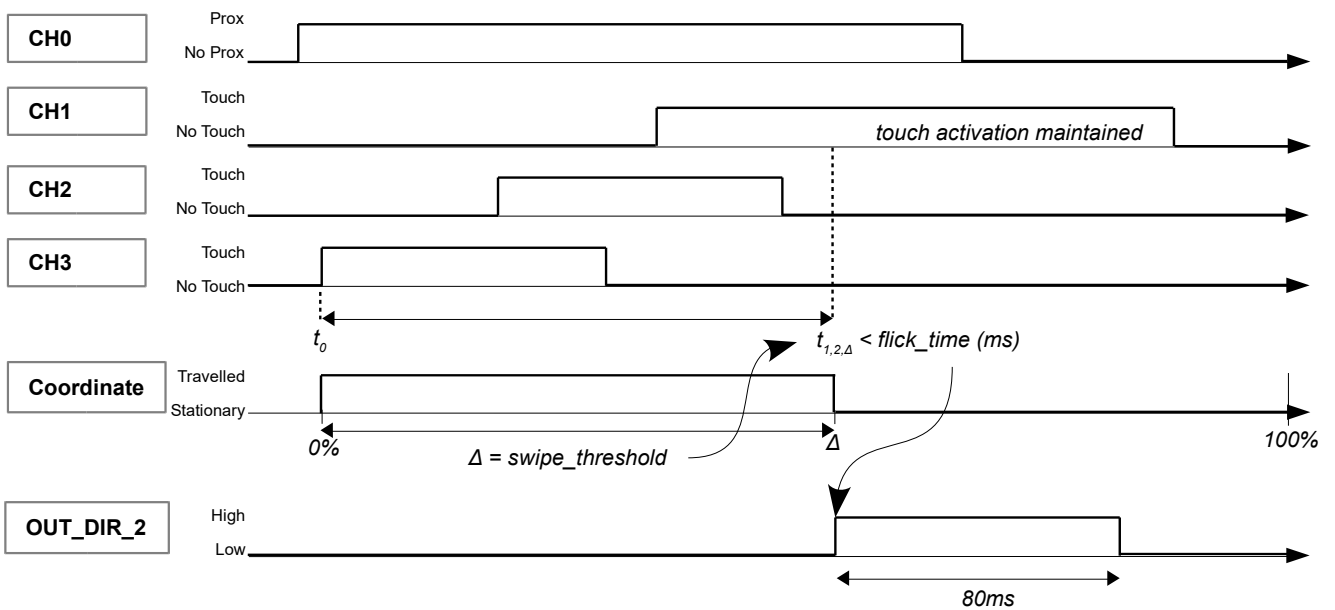 CH0
Prox
No Prox
CH1
Touch
No Touch
touch activation maintained
CH2
Touch
No Touch
CH3
Touch
No Touch
t0
t1,2,Δ < flick_time (ms)
Coordinate
Travelled
Stationary
0%
Δ
100%
Δ = swipe_threshold
OUT_DIR_2
High
Low
80ms